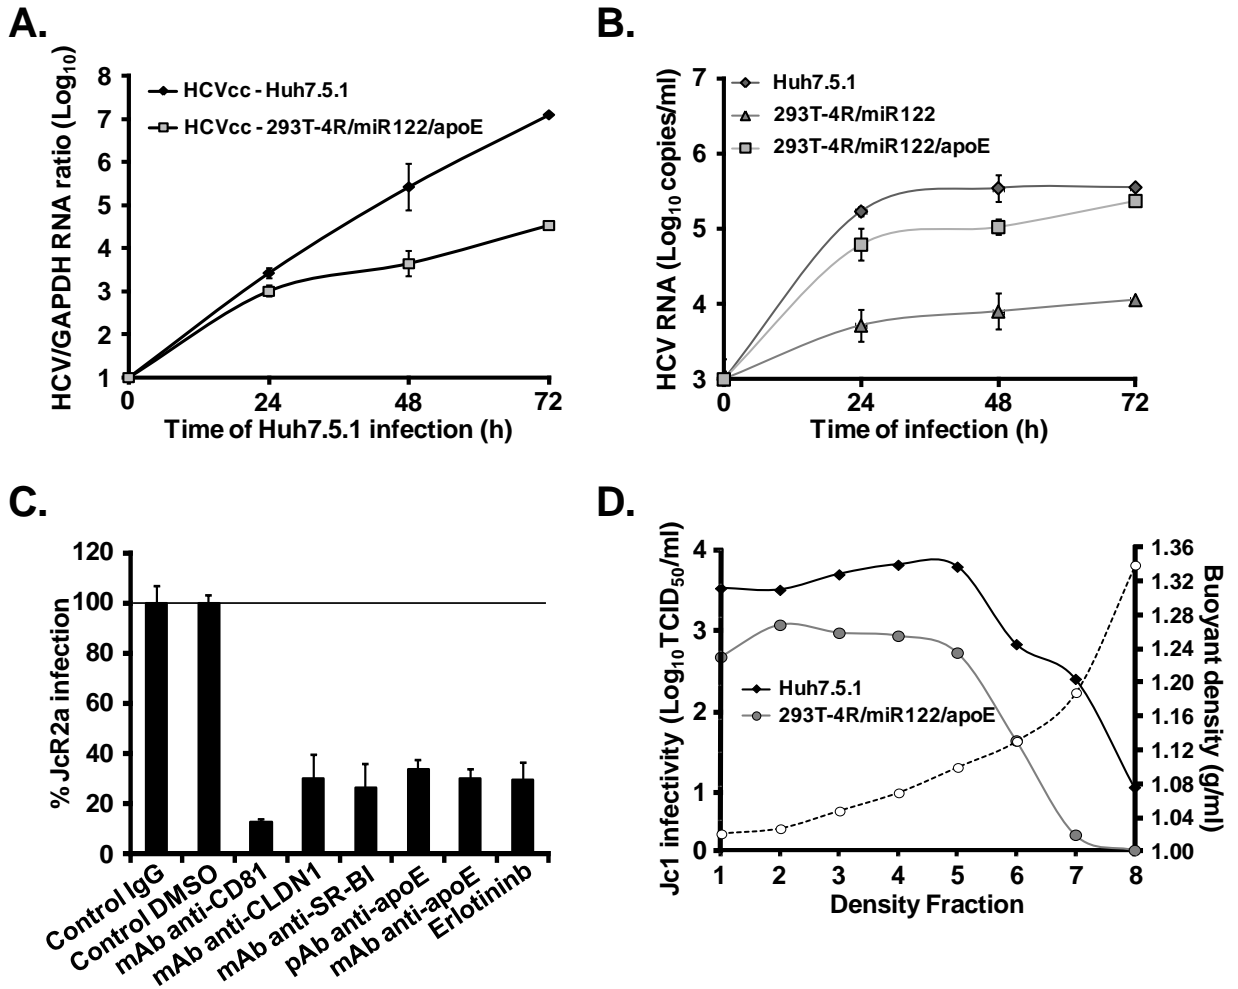 A.
HCV/GAPDH RNA ratio (Log10)
8
7
6
5
4
3
2
1
HCVcc - Huh7.5.1
HCVcc - 293T-4R/miR122/apoE
0
24
48
72
Time of Huh7.5.1 infection (h)
B.
HCV RNA (Log10 copies/ml)
7
6
5
4
3
Huh7.5.1
293T-4R/miR122
293T-4R/miR122/apoE
0
24
48
72
Time of infection (h)
C.
% JcR2a infection
120
100
80
60
40
20
0
Control IgG
Control DMSO
mAb anti-CD81
mAb anti-CLDN1
mAb anti-SR-BI
pAb anti-apoE
mAb anti-apoE
Erlotininb
D.
Jc1 infectivity (Log10 TCID50/ml)
4
3
2
1
0
Huh7.5.1
293T-4R/miR122/apoE
1.36
1.32
1.28
1.24
1.20
1.16
1.12
1.08
1.04
1.00
Buoyant density (g/ml)
1
2
3
4
5
6
7
8
Density Fraction